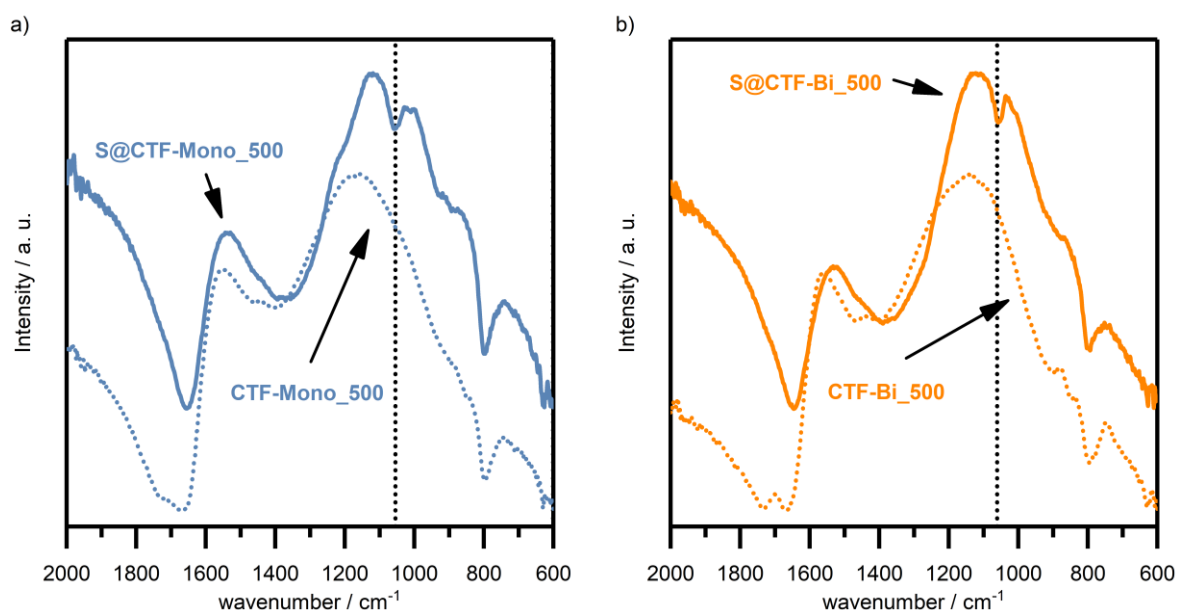 a)
S@CTF-Mono_500
CTF-Mono_500
Intensity / a. u.
2000 1800 1600 1400 1200 1000 800 600
wavenumber / cm⁻¹
b)
S@CTF-Bi_500
CTF-Bi_500
Intensity / a. u.
2000 1800 1600 1400 1200 1000 800 600
wavenumber / cm⁻¹